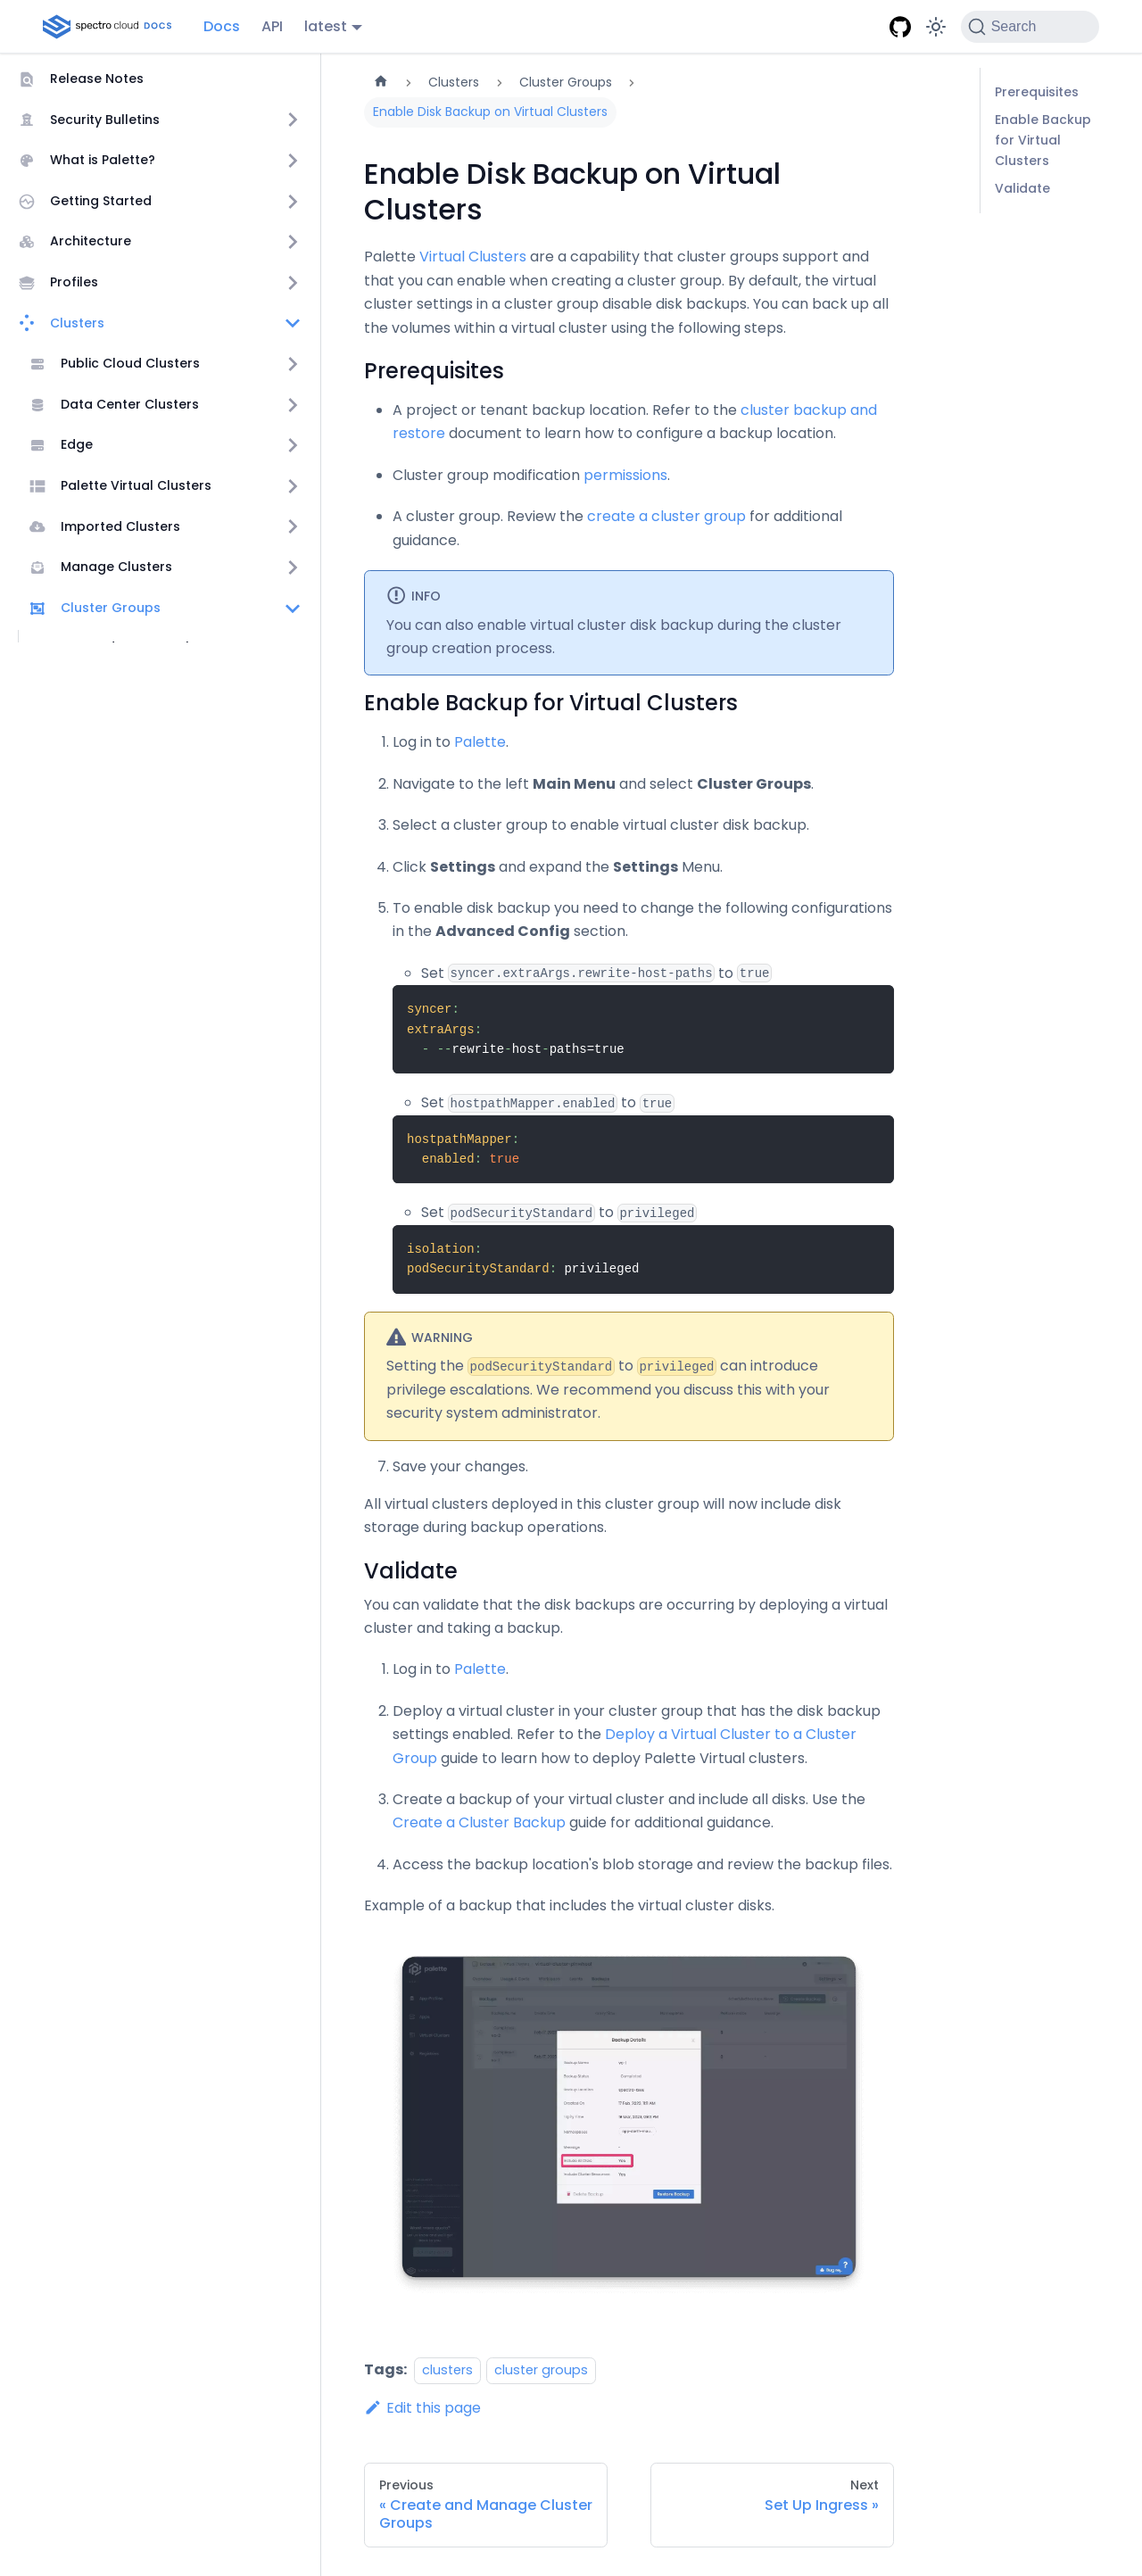 spectro cloud DOCS
Docs
API
latest
Search
Release Notes
Security Bulletins
What is Palette?
Getting Started
Architecture
Profiles
Clusters
Public Cloud Clusters
Data Center Clusters
Edge
Palette Virtual Clusters
Imported Clusters
Manage Clusters
Cluster Groups
Clusters
Cluster Groups
Enable Disk Backup on Virtual Clusters
Enable Disk Backup on Virtual
Clusters
Palette Virtual Clusters are a capability that cluster groups support and
that you can enable when creating a cluster group. By default, the virtual
cluster settings in a cluster group disable disk backups. You can back up all
the volumes within a virtual cluster using the following steps.
Prerequisites
• A project or tenant backup location. Refer to the cluster backup and
restore document to learn how to configure a backup location.
• Cluster group modification permissions.
• A cluster group. Review the create a cluster group for additional
guidance.
INFO
You can also enable virtual cluster disk backup during the cluster
group creation process.
Enable Backup for Virtual Clusters
1. Log in to Palette.
2. Navigate to the left Main Menu and select Cluster Groups.
3. Select a cluster group to enable virtual cluster disk backup.
4. Click Settings and expand the Settings Menu.
5. To enable disk backup you need to change the following configurations
in the Advanced Config section.
◦ Set syncer.extraArgs.rewrite-host-paths to true
syncer:
extraArgs:
- --rewrite-host-paths=true
◦ Set hostpathMapper.enabled to true
hostpathMapper:
enabled: true
◦ Set podSecurityStandard to privileged
isolation:
podSecurityStandard: privileged
WARNING
Setting the podSecurityStandard to privileged can introduce
privilege escalations. We recommend you discuss this with your
security system administrator.
7. Save your changes.
All virtual clusters deployed in this cluster group will now include disk
storage during backup operations.
Validate
You can validate that the disk backups are occurring by deploying a virtual
cluster and taking a backup.
1. Log in to Palette.
2. Deploy a virtual cluster in your cluster group that has the disk backup
settings enabled. Refer to the Deploy a Virtual Cluster to a Cluster
Group guide to learn how to deploy Palette Virtual clusters.
3. Create a backup of your virtual cluster and include all disks. Use the
Create a Cluster Backup guide for additional guidance.
4. Access the backup location's blob storage and review the backup files.
Example of a backup that includes the virtual cluster disks.
palette
Backup Details
Backup Name
Backup Status
Backup Location
Message
Yes
Include Cluster Resources
Yes
Delete Backup
Restore Backup
?
Tags:
clusters
cluster groups
Edit this page
Previous
« Create and Manage Cluster
Groups
Next
Set Up Ingress »
Prerequisites
Enable Backup
for Virtual
Clusters
Validate